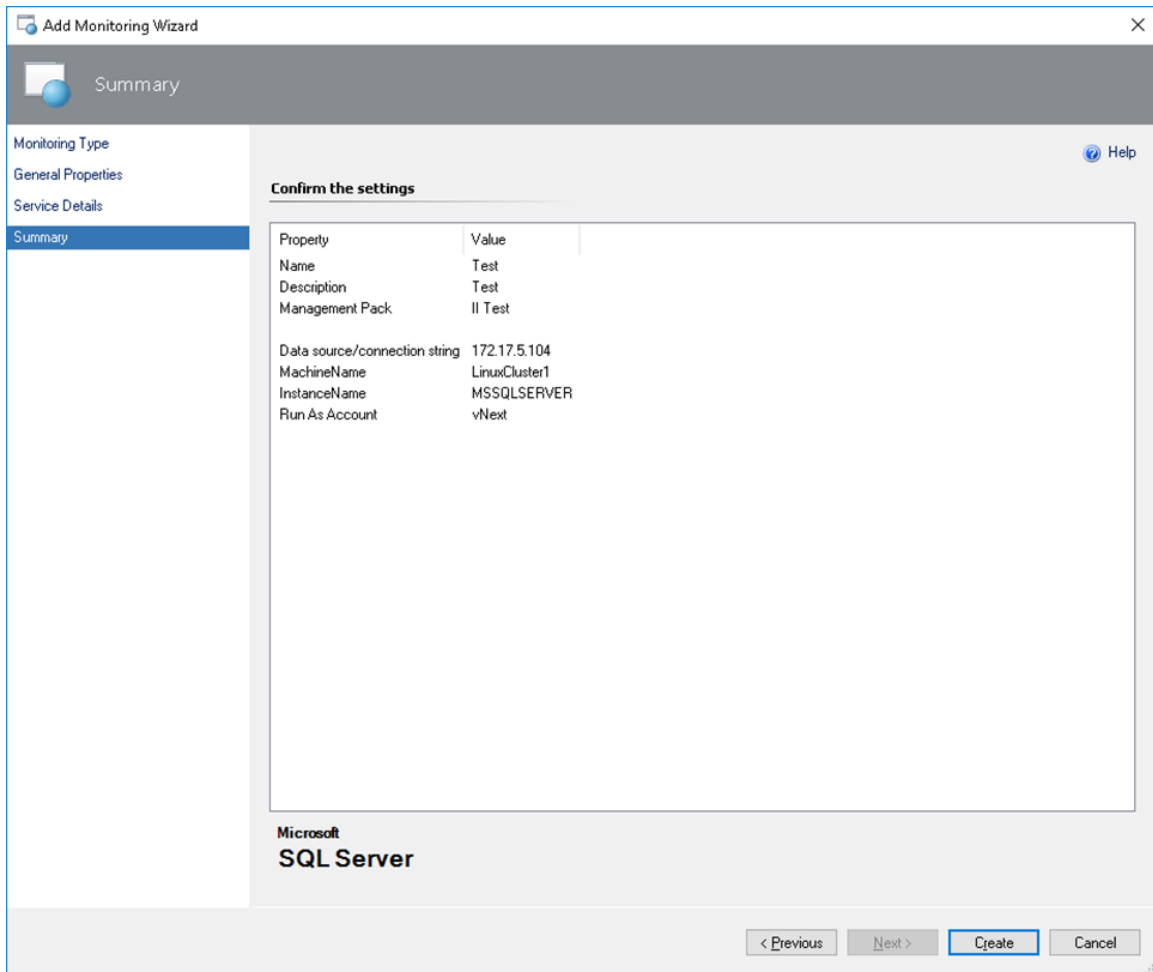 Add Monitoring Wizard
Summary
Monitoring Type
General Properties
Service Details
Summary
Help
Confirm the settings
Property Value
Name Test
Description Test
Management Pack II Test
Data source/connection string 172.17.5.104
MachineName LinuxCluster1
InstanceName MSSQLSERVER
Run As Account vNext
Microsoft
SQL Server
< Previous Next > Create Cancel